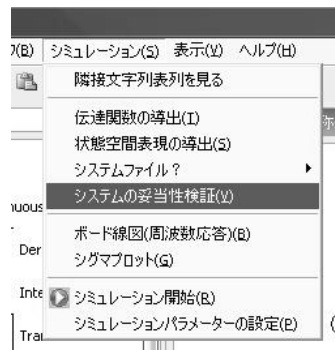 (B) シミュレーション(S) 表示(V) ヘルプ(H)
隣接文字列表列を見る
伝達関数の導出(I)
状態空間表現の導出(S)
システムファイル?
システムの妥当性検証(V)
ボード線図(周波数応答)(B)
シグマプロット(G)
シミュレーション開始(R)
シミュレーションパラメーターの設定(P)
uous
Der
Inte
Trar